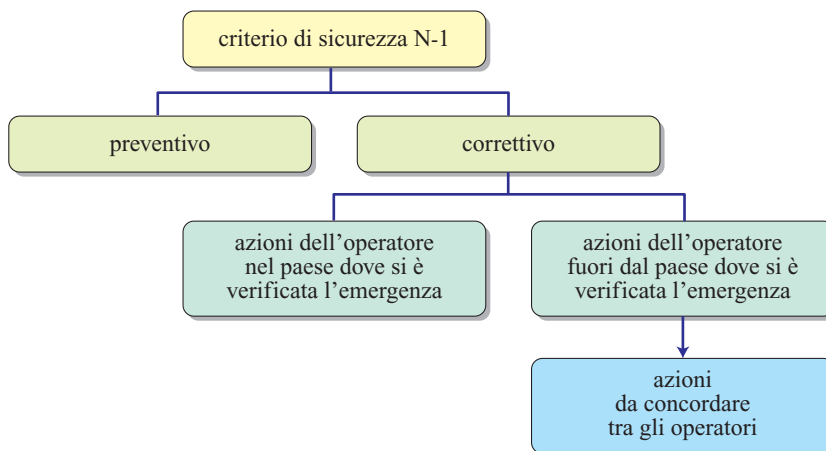 criterio di sicurezza N-1
preventivo
correttivo
azioni dell’operatore
nel paese dove si è
verificata l’emergenza
azioni dell’operatore
fuori dal paese dove si è
verificata l’emergenza
azioni
da concordare
tra gli operatori